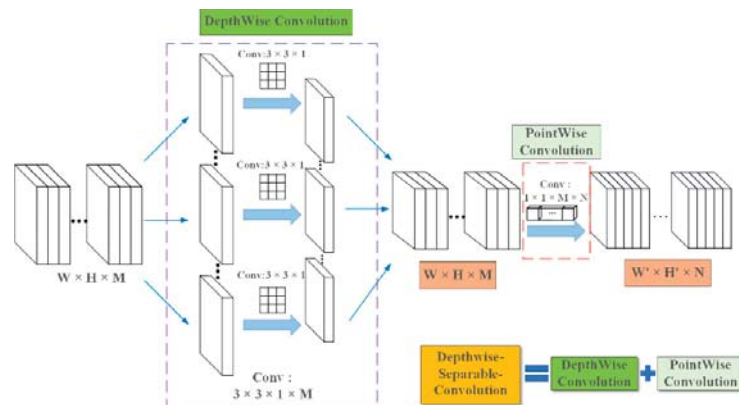 DepthWise Convolution
Conv:3×3×1
Conv:3×3×1
Conv:3×3×1
Conv :
3 × 3 × 1 × M
W × H × M
W × H × M
PointWise
Convolution
Conv :
1 × 1 × M × N
...
...
W' × H' × N
Depthwise-
Separable-
Convolution
=
DepthWise
Convolution
+
PointWise
Convolution